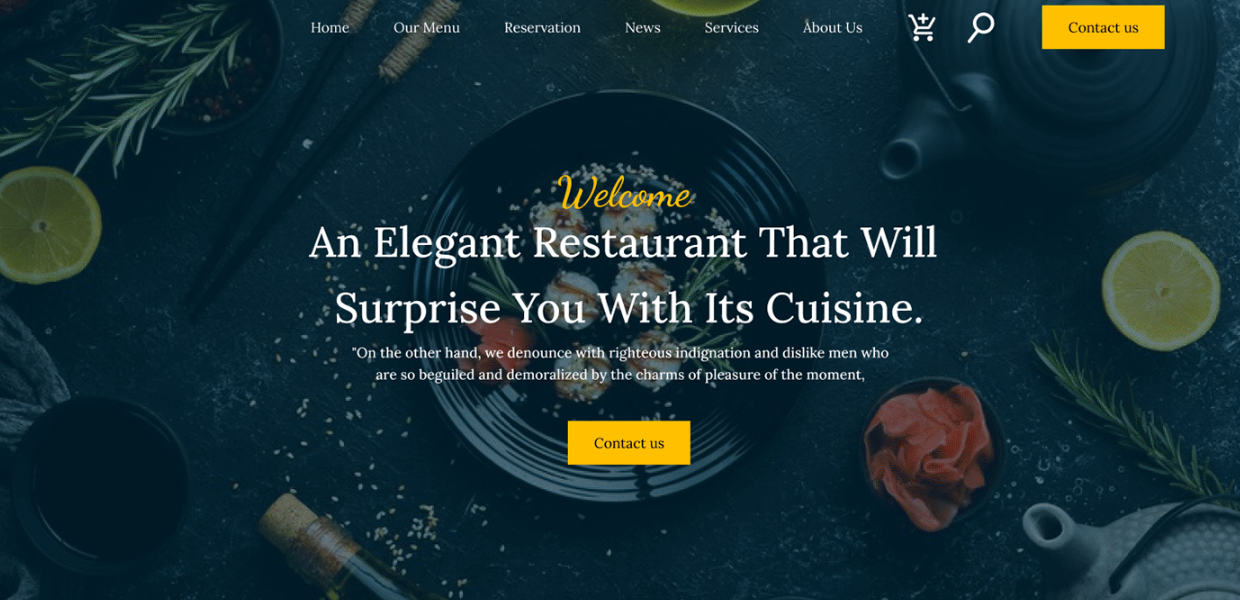 Home Our Menu Reservation News Services About Us Contact us
Welcome
An Elegant Restaurant That Will
Surprise You With Its Cuisine.
"On the other hand, we denounce with righteous indignation and dislike men who
are so beguiled and demoralized by the charms of pleasure of the moment,
Contact us